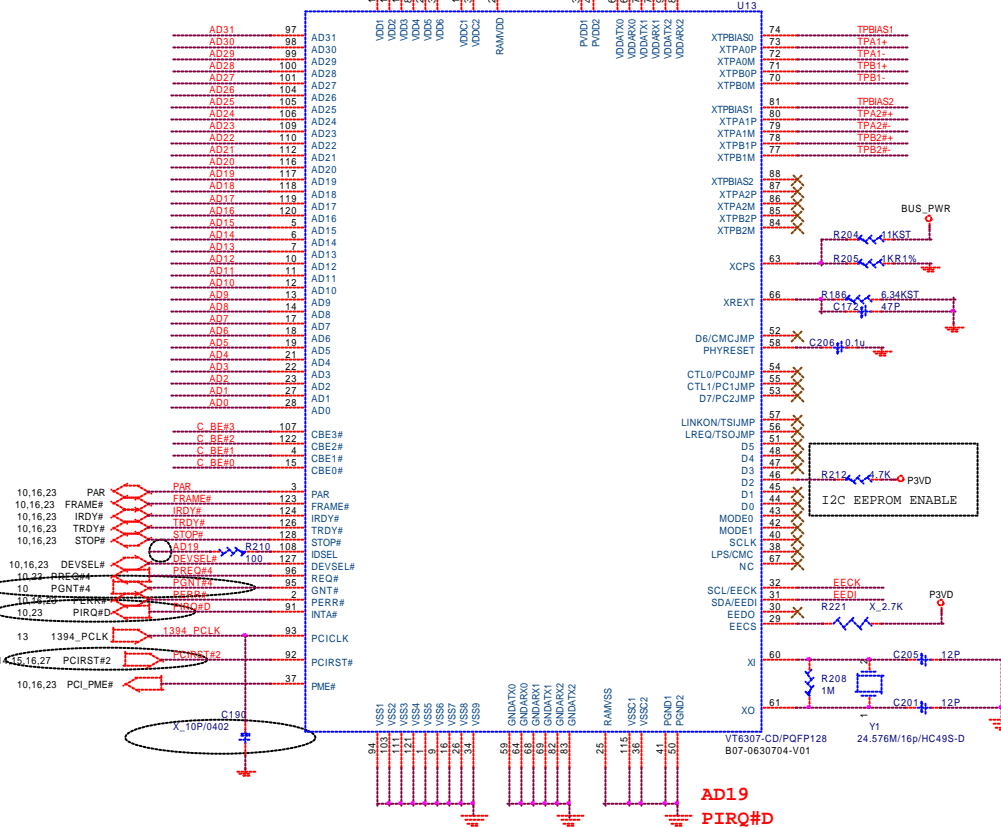 U13
VDD1 VDD2 VDD3 VDD4 VDD5 VDD6 VDDC1 VDDC2 RAMVDD PVDD1 PVDD2 VDDATX0 VDDARX0 VDDATX1 VDDARX1 VDDATX2 VDDARX2
AD31 97 AD31
AD30 98 AD30
AD29 99 AD29
AD28 100 AD28
AD27 101 AD27
AD26 104 AD26
AD25 105 AD25
AD24 106 AD24
AD23 109 AD23
AD22 110 AD22
AD21 112 AD21
AD20 116 AD20
AD19 117 AD19
AD18 118 AD18
AD17 119 AD17
AD16 120 AD16
AD15 5 AD15
AD14 6 AD14
AD13 7 AD13
AD12 10 AD12
AD11 11 AD11
AD10 12 AD10
AD9 13 AD9
AD8 14 AD8
AD7 17 AD7
AD6 18 AD6
AD5 19 AD5
AD4 21 AD4
AD3 22 AD3
AD2 23 AD2
AD1 27 AD1
AD0 28 AD0
C_BE#3 107 CBE3#
C_BE#2 122 CBE2#
C_BE#1 4 CBE1#
C_BE#0 15 CBE0#
10,16,23 PAR PAR 3 PAR
10,16,23 FRAME# FRAME# 123 FRAME#
10,16,23 IRDY# IRDY# 124 IRDY#
10,16,23 TRDY# TRDY# 126 TRDY#
10,16,23 STOP# STOP# 128 STOP#
AD19 R210 100 108 IDSEL
10,16,23 DEVSEL# DEVSEL# 127 DEVSEL#
10,23 PREQ#4 PREQ#4 96 REQ#
10 PGNT#4 PGNT#4 95 GNT#
10,16,23 PERR# PERR# 2 PERR#
10,23 PIRQ#D PIRQ#D 91 INTA#
13 1394_PCLK 1394_PCLK 93 PCICLK
15,16,27 PCIRST#2 PCIRST#2 92 PCIRST#
10,16,23 PCI_PME# 37 PME#
C190
X_10P/0402
XTPBIAS0 74 TPBIAS1
XTPA0P 73 TPA1+
XTPA0M 72 TPA1-
XTPB0P 71 TPB1+
XTPB0M 70 TPB1-
XTPBIAS1 81 TPBIAS2
XTPA1P 80 TPA2#+
XTPA1M 79 TPA2#-
XTPB1P 78 TPB2#+
XTPB1M 77 TPB2#-
XTPBIAS2 88
XTPA2P 87
XTPA2M 86
XTPB2P 85
XTPB2M 84
BUS_PWR
R204 11KST
XCPS 63 R205 1KR1%
XREXT 66 R186 6.34KST
C172 47P
D6/CMCJMP 52
PHYRESET 58 C206 0.1u
CTL0/PC0JMP 54
CTL1/PC1JMP 55
D7/PC2JMP 53
LINKON/TSIJMP 57
LREQ/TSOJMP 56
D5 51
D4 48
D3 47
D2 46 R212 4.7K P3VD
D1 45
D0 44
I2C EEPROM ENABLE
MODE0 43
MODE1 42
SCLK 40
LPS/CMC 38
NC 67
SCL/EECK 32 EECK
SDA/EEDI 31 EEDI
EEDO 30
EECS 29 R221 X_2.7K P3VD
XI 60 C205 12P
R208
1M
2
XO 61 C201 12P
1
Y1
24.576M/16p/HC49S-D
VT6307-CD/PQFP128
B07-0630704-V01
VSS1 VSS2 VSS3 VSS4 VSS5 VSS6 VSS7 VSS8 VSS9 GNDATX0 GNDARX0 GNDARX1 GNDATX1 GNDARX2 GNDATX2 RAMVSS VSSC1 VSSC2 PGND1 PGND2
94 103 111 121 1 9 16 26 34 59 64 68 69 82 83 25 115 36 41 50
AD19
PIRQ#D